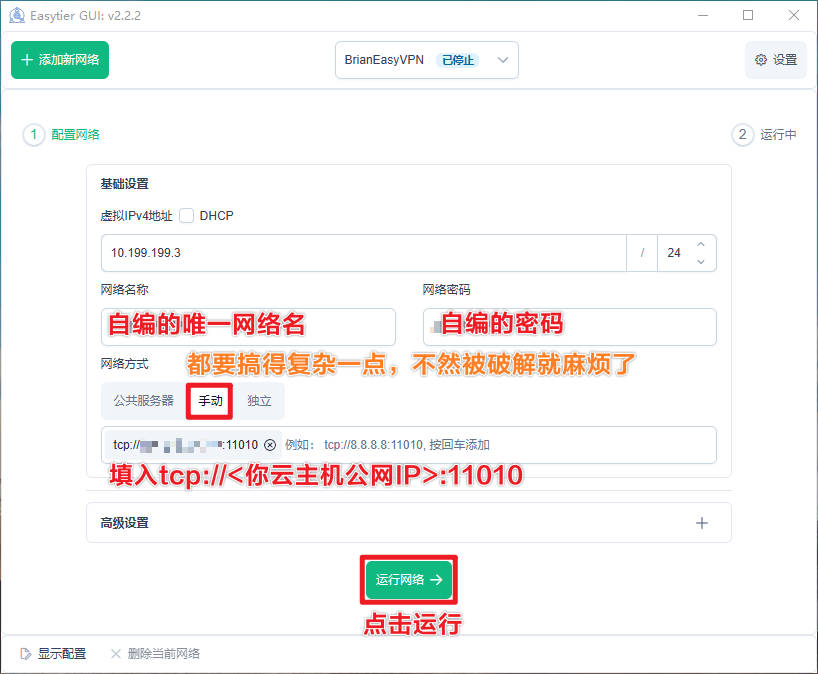 Easytier GUI: v2.2.2
+ 添加新网络
BrianEasyVPN 已停止
设置
1 配置网络
2 运行中
基础设置
虚拟IPv4地址 DHCP
10.199.199.3 / 24
网络名称
网络密码
自编的唯一网络名
自编的密码
网络方式
都要搞得复杂一点，不然被破解就麻烦了
公共服务器 手动 独立
tcp:// :11010 例如： tcp://8.8.8.8:11010, 按回车添加
填入tcp://<你云主机公网IP>:11010
高级设置 +
运行网络 →
点击运行
显示配置 × 删除当前网络